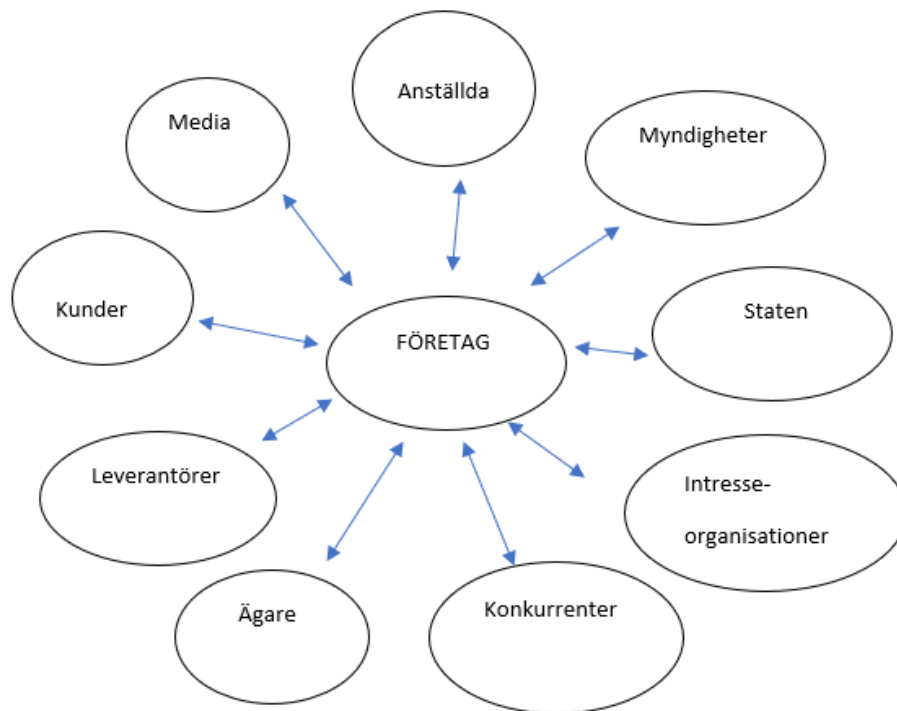 Anställda
Media
Myndigheter
Kunder
Staten
FÖRETAG
Leverantörer
Intresse-
organisationer
Ägare
Konkurrenter